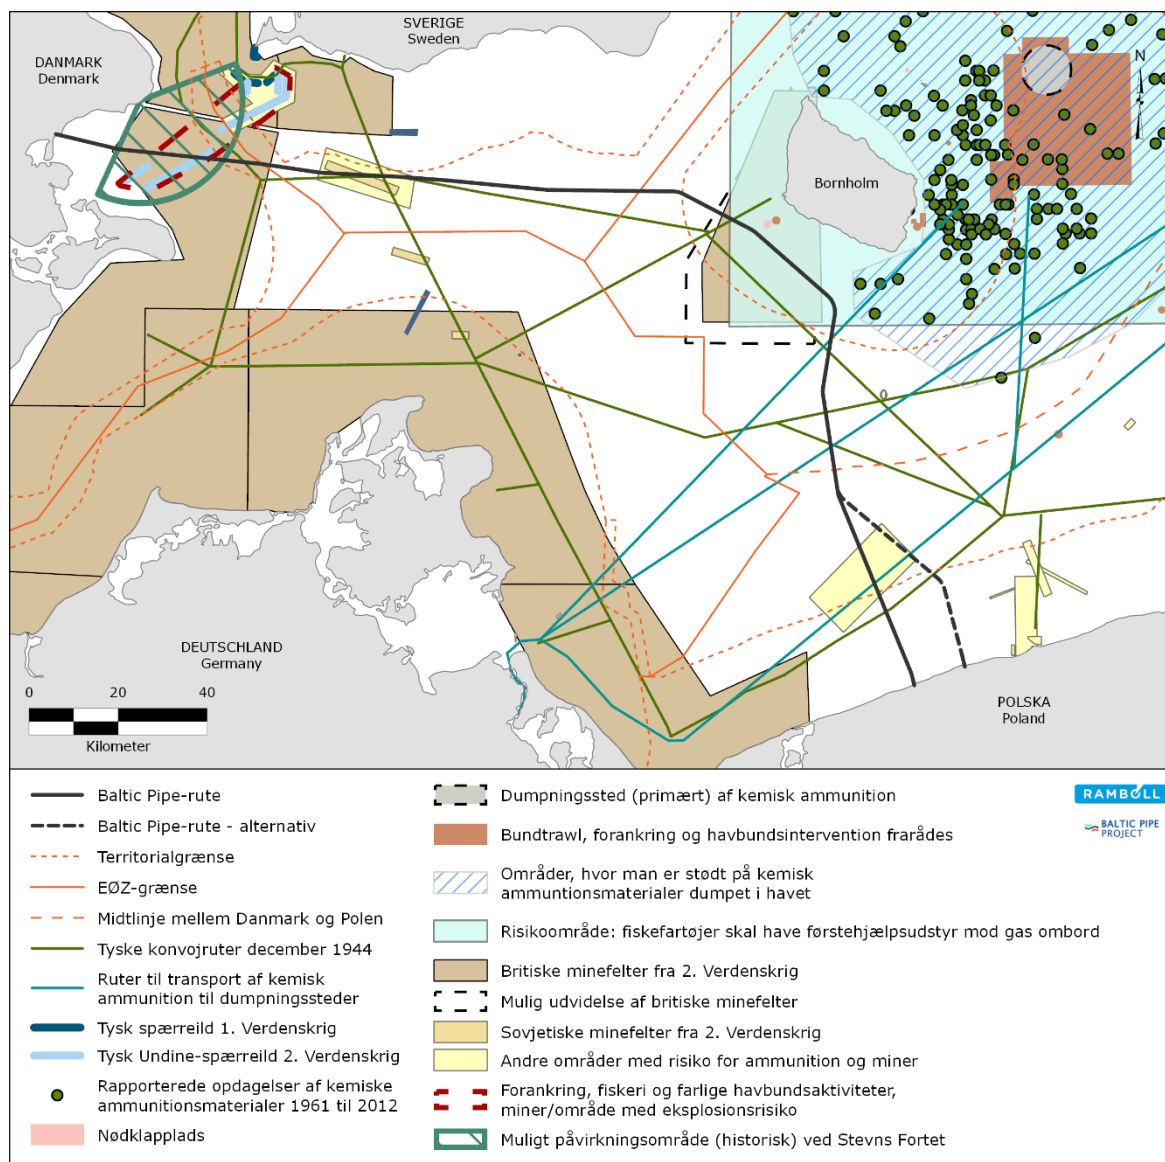 SVERIGE
Sweden
DANMARK
Denmark
N
Bornholm
DEUTSCHLAND
Germany
0 20 40
Kilometer
POLSKA
Poland
Baltic Pipe-rute
Baltic Pipe-rute - alternativ
Territorialgrænse
EØZ-grænse
Midtlinje mellem Danmark og Polen
Tyske konvojruter december 1944
Ruter til transport af kemisk
ammunition til dumpningssteder
Tysk spærreild 1. Verdenskrig
Tysk Undine-spærreild 2. Verdenskrig
Rapporterede opdagelser af kemiske
ammunitionsmaterialer 1961 til 2012
Nødklapplads
Dumpningssted (primært) af kemisk ammunition
Bundtrawl, forankring og havbundsintervention frarådes
Områder, hvor man er stødt på kemisk
ammuntionsmaterialer dumpet i havet
Risikoområde: fiskefartøjer skal have førstehjælpsudstyr mod gas ombord
Britiske minefelter fra 2. Verdenskrig
Mulig udvidelse af britiske minefelter
Sovjetiske minefelter fra 2. Verdenskrig
Andre områder med risiko for ammunition og miner
Forankring, fiskeri og farlige havbundsaktiviteter,
miner/område med eksplosionsrisiko
Muligt påvirkningsområde (historisk) ved Stevns Fortet
RAMBOLL
BALTIC PIPE
PROJECT